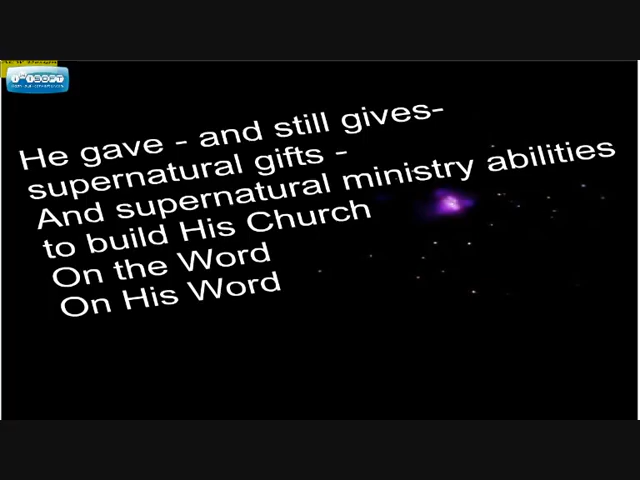 He gave - and still gives-
supernatural gifts -
And supernatural ministry abilities
to build His Church
On the Word
On His Word